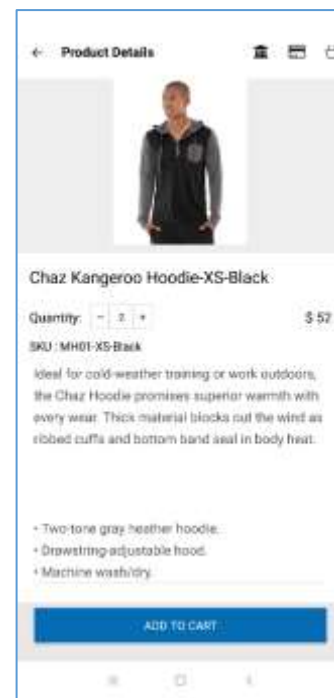 ← Product Details
Chaz Kangeroo Hoodie-XS-Black
Quantity: - 2 + $ 52
SKU : MH01-XS-Black
Ideal for cold-weather training or work outdoors,
the Chaz Hoodie promises superior warmth with
every wear. Thick material blocks out the wind as
ribbed cuffs and bottom band seal in body heat.
• Two-tone gray heather hoodie.
• Drawstring-adjustable hood.
• Machine wash/dry.
ADD TO CART